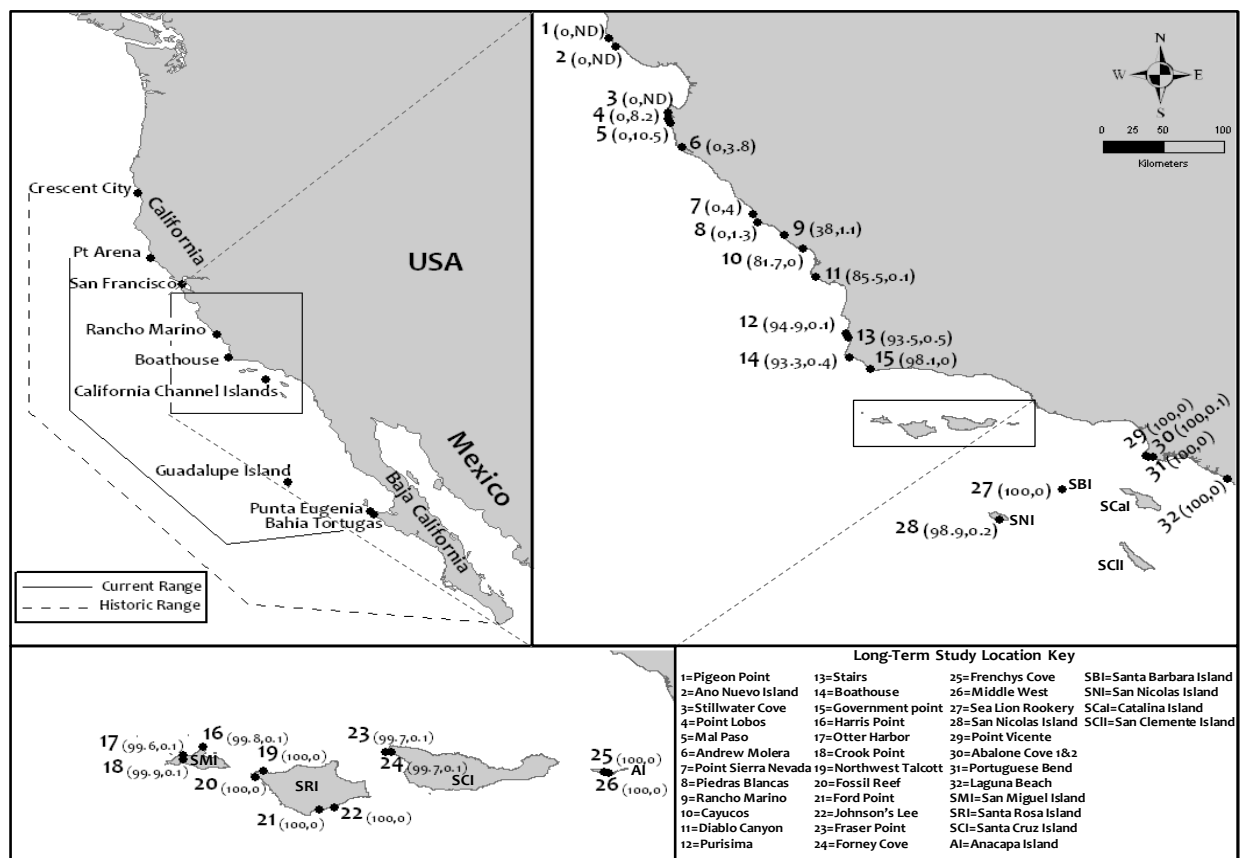 Crescent City
California
Pt Arena
USA
San Francisco
Rancho Marino
Boathouse
California Channel Islands
Mexico
Guadalupe Island
Punta Eugenia
Bahia Tortugas
Baja California
Current Range
Historic Range
1 (0,ND)
2 (0,ND)
3 (0,ND)
4 (0,8.2)
5 (0,10.5)
6 (0,3.8)
7 (0,4)
8 (0,1.3)
9 (38,1.1)
10 (81.7,0)
11 (85.5,0.1)
12 (94.9,0.1)
13 (93.5,0.5)
14 (93.3,0.4)
15 (98.1,0)
N
W E
S
0 25 50 100
Kilometers
29 (100,0)
30 (100,0.1)
31 (100,0)
27 (100,0)
SBI
28 (98.9,0.2)
SNI
SCaI
32 (100,0)
SClI
17 (99.6,0.1)
16 (99.8,0.1)
18 (99.9,0.1)
SMI
19 (100,0)
20 (100,0)
SRI
21 (100,0)
22 (100,0)
23 (99.7,0.1)
24 (99.7,0.1)
SCI
25 (100,0)
AI
26 (100,0)
Long-Term Study Location Key
1=Pigeon Point 13=Stairs 25=Frenchys Cove SBI=Santa Barbara Island
2=Ano Nuevo Island 14=Boathouse 26=Middle West SNI=San Nicolas Island
3=Stillwater Cove 15=Government point 27=Sea Lion Rookery SCaI=Catalina Island
4=Point Lobos 16=Harris Point 28=San Nicolas Island SClI=San Clemente Island
5=Mal Paso 17=Otter Harbor 29=Point Vicente
6=Andrew Molera 18=Crook Point 30=Abalone Cove 1&2
7=Point Sierra Nevada 19=Northwest Talcott 31=Portuguese Bend
8=Piedras Blancas 20=Fossil Reef 32=Laguna Beach
9=Rancho Marino 21=Ford Point SMI=San Miguel Island
10=Cayucos 22=Johnson's Lee SRI=Santa Rosa Island
11=Diablo Canyon 23=Fraser Point SCI=Santa Cruz Island
12=Purisima 24=Forney Cove AI=Anacapa Island